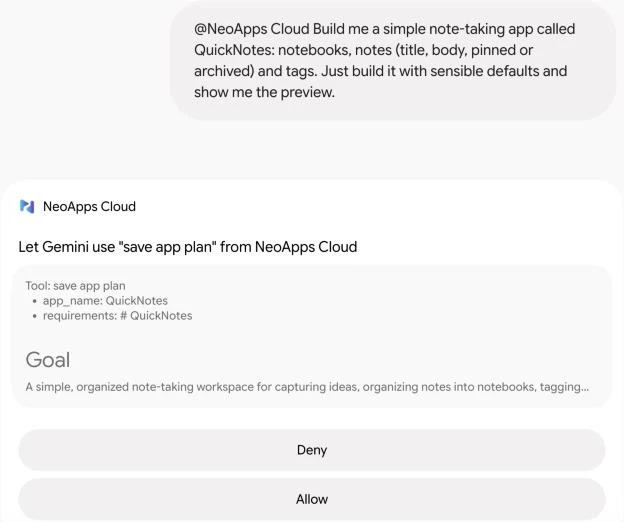 @NeoApps Cloud Build me a simple note-taking app called
QuickNotes: notebooks, notes (title, body, pinned or
archived) and tags. Just build it with sensible defaults and
show me the preview.
NeoApps Cloud
Let Gemini use "save app plan" from NeoApps Cloud
Tool: save app plan
• app_name: QuickNotes
• requirements: # QuickNotes
Goal
A simple, organized note-taking workspace for capturing ideas, organizing notes into notebooks, tagging...
Deny
Allow